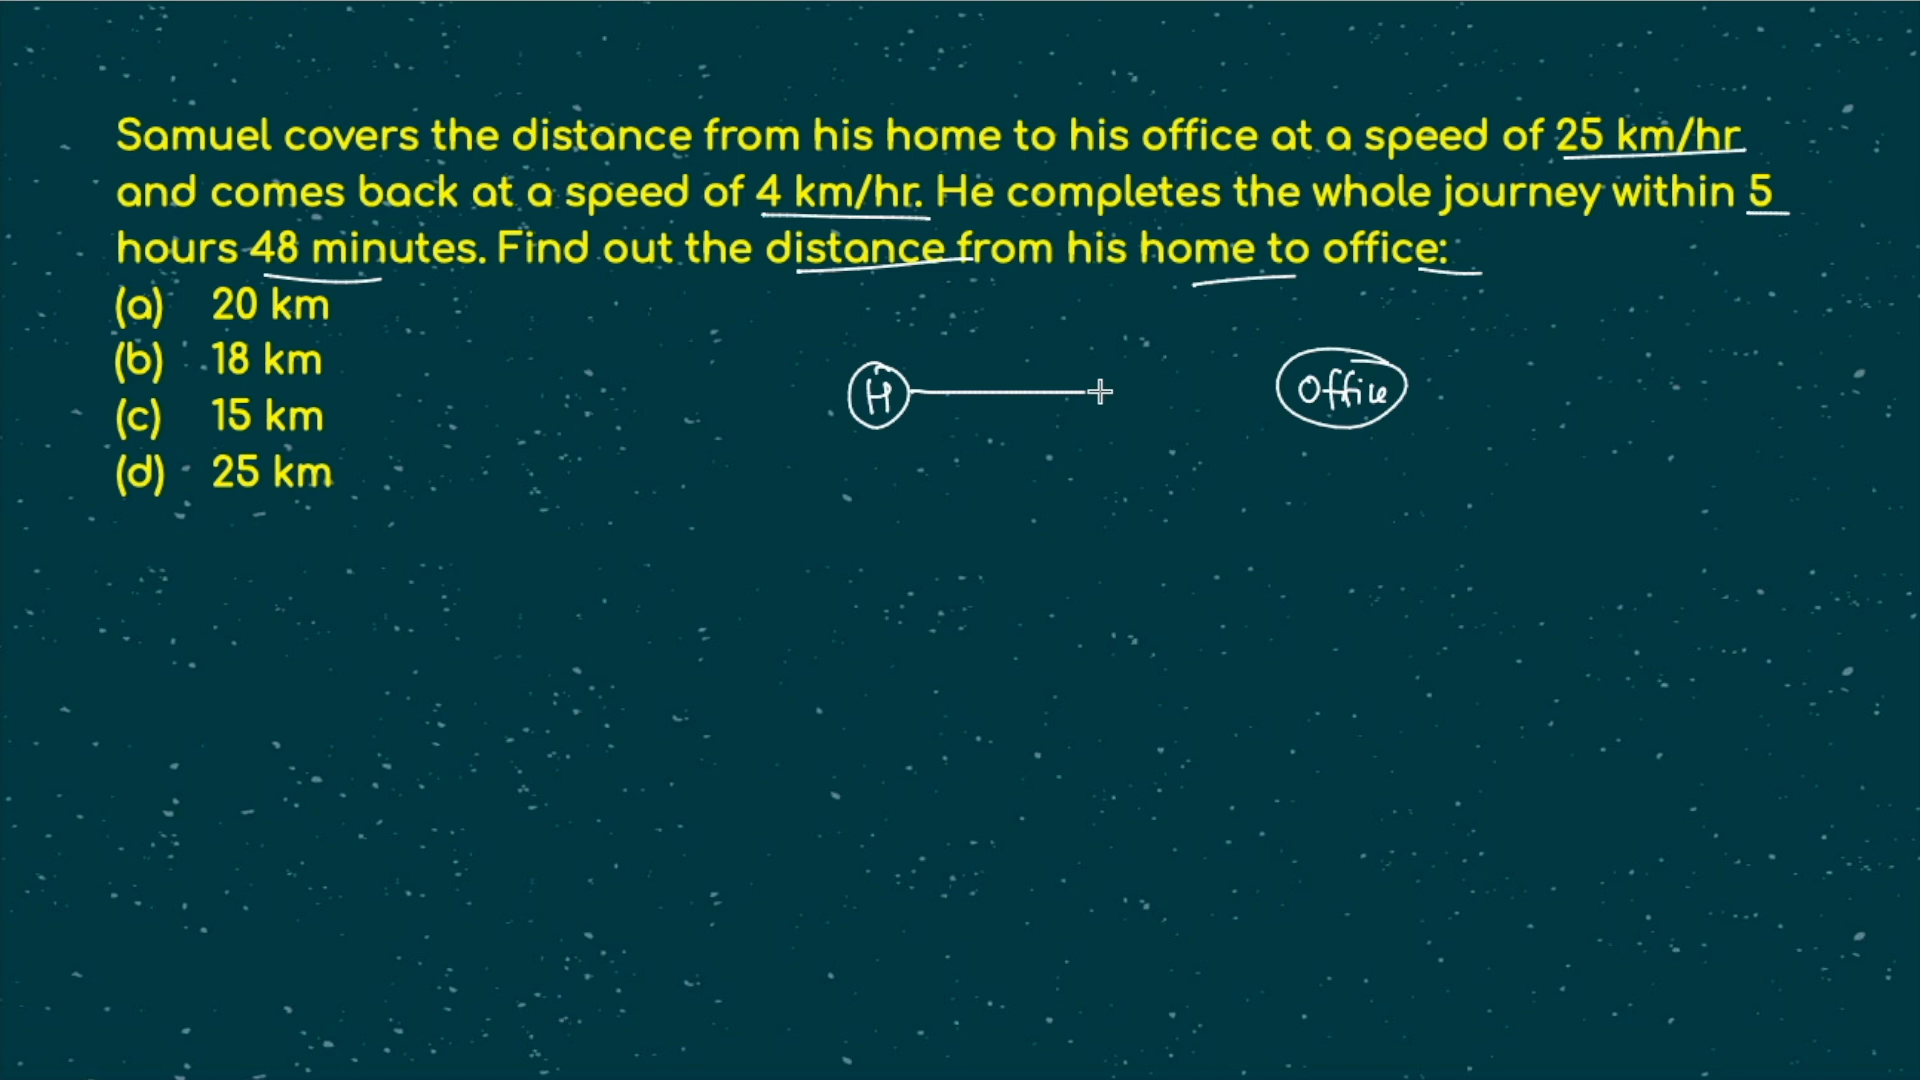 Samuel covers the distance from his home to his office at a speed of 25 km/hr
and comes back at a speed of 4 km/hr. He completes the whole journey within 5
hours 48 minutes. Find out the distance from his home to office:
(a) 20 km
(b) 18 km
(c) 15 km
(d) 25 km
H Office